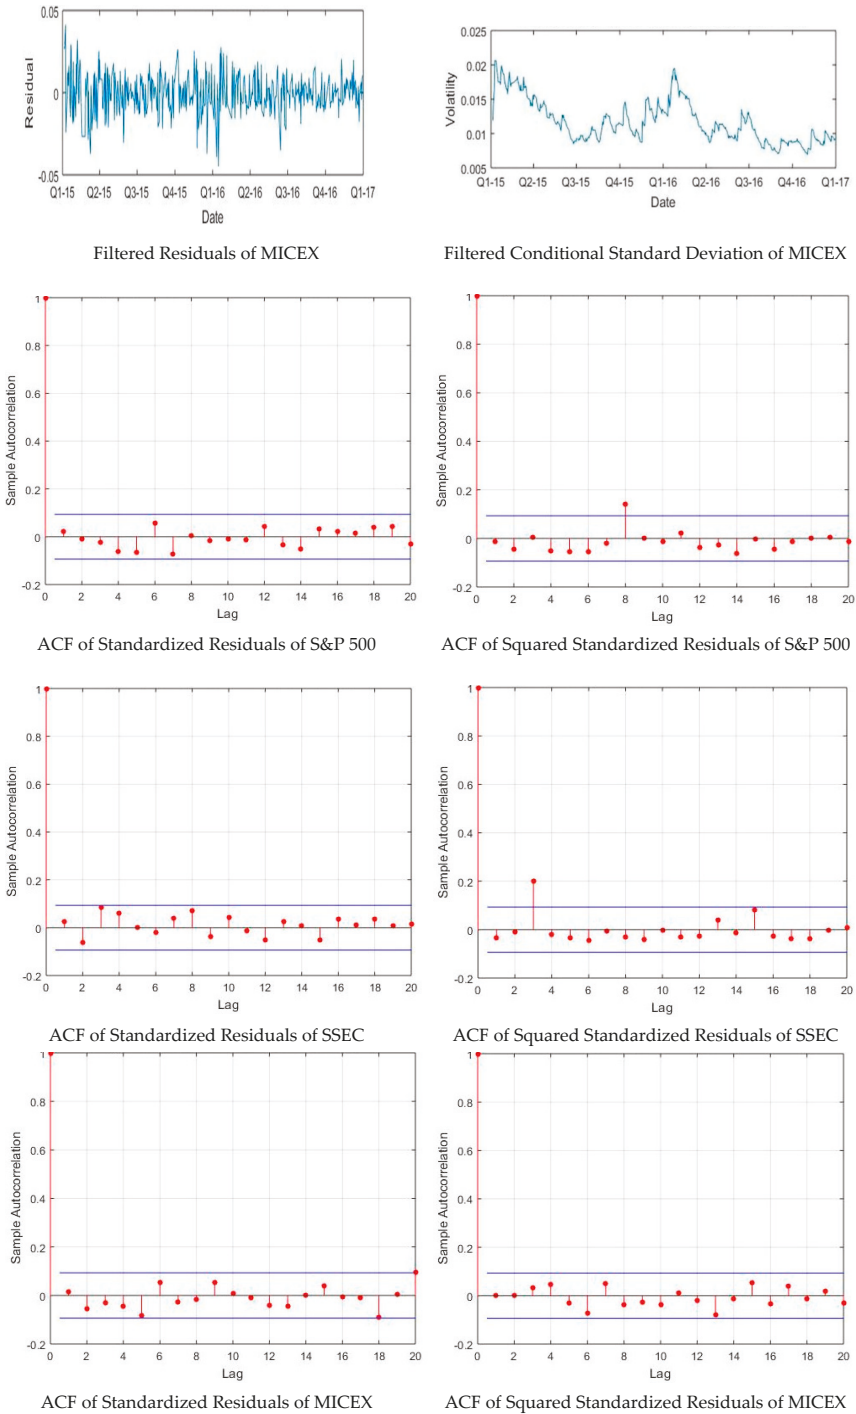 0.05
0
-0.05
Residual
Q1-15 Q2-15 Q3-15 Q4-15 Q1-16 Q2-16 Q3-16 Q4-16 Q1-17
Date
0.025
0.02
0.015
0.01
0.005
Volatility
Q1-15 Q2-15 Q3-15 Q4-15 Q1-16 Q2-16 Q3-16 Q4-16 Q1-17
Date
Filtered Residuals of MICEX
Filtered Conditional Standard Deviation of MICEX
1
0.8
0.6
0.4
0.2
0
-0.2
Sample Autocorrelation
0 2 4 6 8 10 12 14 16 18 20
Lag
1
0.8
0.6
0.4
0.2
0
-0.2
Sample Autocorrelation
0 2 4 6 8 10 12 14 16 18 20
Lag
ACF of Standardized Residuals of S&P 500
ACF of Squared Standardized Residuals of S&P 500
1
0.8
0.6
0.4
0.2
0
-0.2
Sample Autocorrelation
0 2 4 6 8 10 12 14 16 18 20
Lag
1
0.8
0.6
0.4
0.2
0
-0.2
Sample Autocorrelation
0 2 4 6 8 10 12 14 16 18 20
Lag
ACF of Standardized Residuals of SSEC
ACF of Squared Standardized Residuals of SSEC
1
0.8
0.6
0.4
0.2
0
-0.2
Sample Autocorrelation
0 2 4 6 8 10 12 14 16 18 20
Lag
1
0.8
0.6
0.4
0.2
0
-0.2
Sample Autocorrelation
0 2 4 6 8 10 12 14 16 18 20
Lag
ACF of Standardized Residuals of MICEX
ACF of Squared Standardized Residuals of MICEX